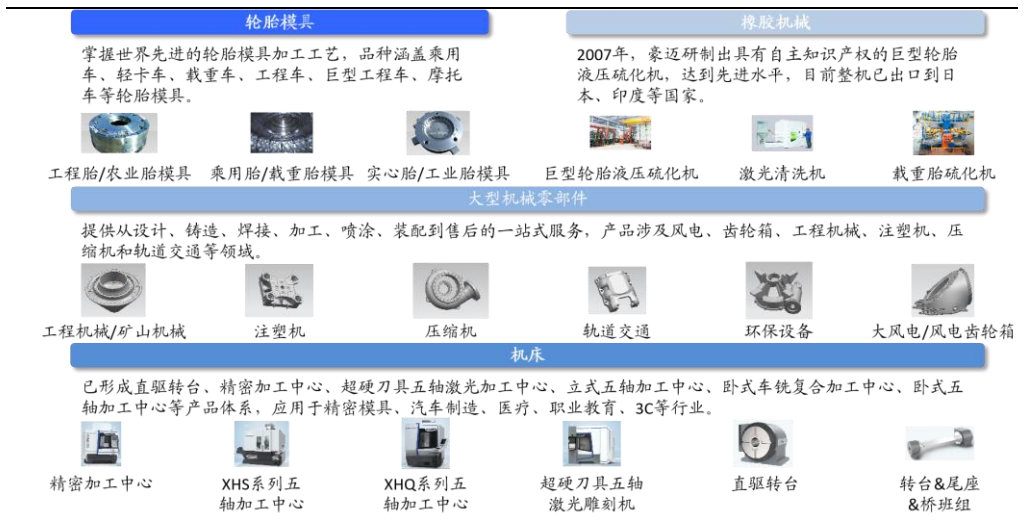 轮胎模具
掌握世界先进的轮胎模具加工工艺，品种涵盖乘用
车、轻卡车、载重车、工程车、巨型工程车、摩托
车等轮胎模具。
工程胎/农业胎模具
乘用胎/载重胎模具
实心胎/工业胎模具
橡胶机械
2007年，豪迈研制出具有自主知识产权的巨型轮胎
液压硫化机，达到先进水平，目前整机已出口到日
本、印度等国家。
巨型轮胎液压硫化机
激光清洗机
载重胎硫化机
大型机械零部件
提供从设计、铸造、焊接、加工、喷涂、装配到售后的一站式服务，产品涉及风电、齿轮箱、工程机械、注塑机、压
缩机和轨道交通等领域。
工程机械/矿山机械
注塑机
压缩机
轨道交通
环保设备
大风电/风电齿轮箱
机床
已形成直驱转台、精密加工中心、超硬刀具五轴激光加工中心、立式五轴加工中心、卧式车铣复合加工中心、卧式五
轴加工中心等产品体系，应用于精密模具、汽车制造、医疗、职业教育、3C等行业。
精密加工中心
XHS系列五
轴加工中心
XHQ系列五
轴加工中心
超硬刀具五轴
激光雕刻机
直驱转台
转台&尾座
&桥班组